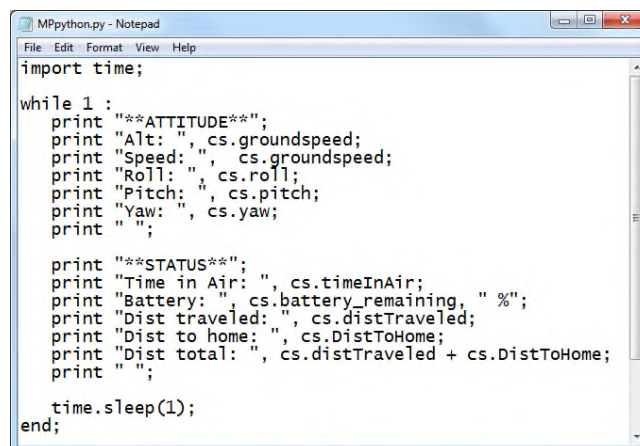 MPpython.py - Notepad
File Edit Format View Help
import time;
while 1 :
print "**ATTITUDE**";
print "Alt: ", cs.groundspeed;
print "Speed: ",  cs.groundspeed;
print "Roll: ", cs.roll;
print "Pitch: ", cs.pitch;
print "Yaw: ", cs.yaw;
print " ";
print "**STATUS**";
print "Time in Air: ", cs.timeInAir;
print "Battery: ", cs.battery_remaining, " %";
print "Dist traveled: ", cs.distTraveled;
print "Dist to home: ", cs.DistToHome;
print "Dist total: ", cs.distTraveled + cs.DistToHome;
print " ";
time.sleep(1);
end;